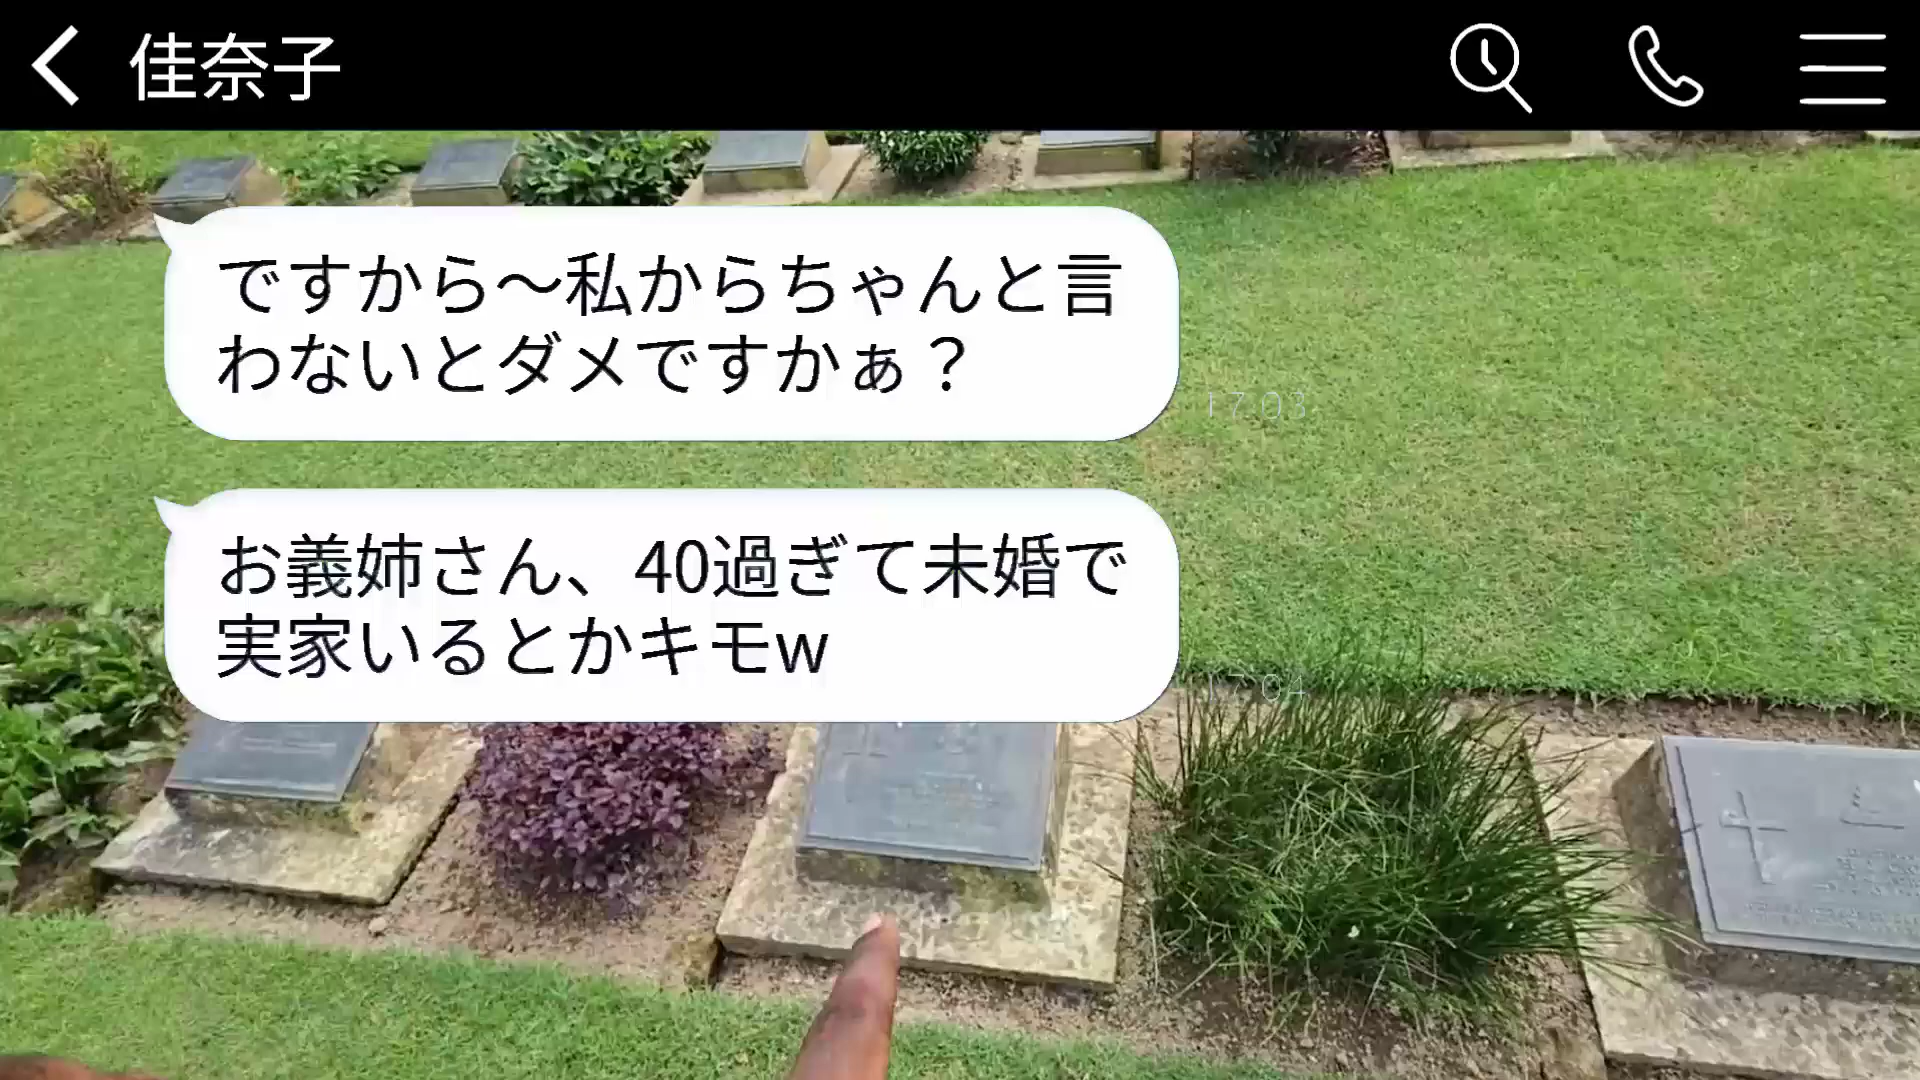 佳奈子
ですから～私からちゃんと言
わないとダメですかぁ？
17:03
お義姉さん、40過ぎて未婚で
実家いるとかキモw
17:04